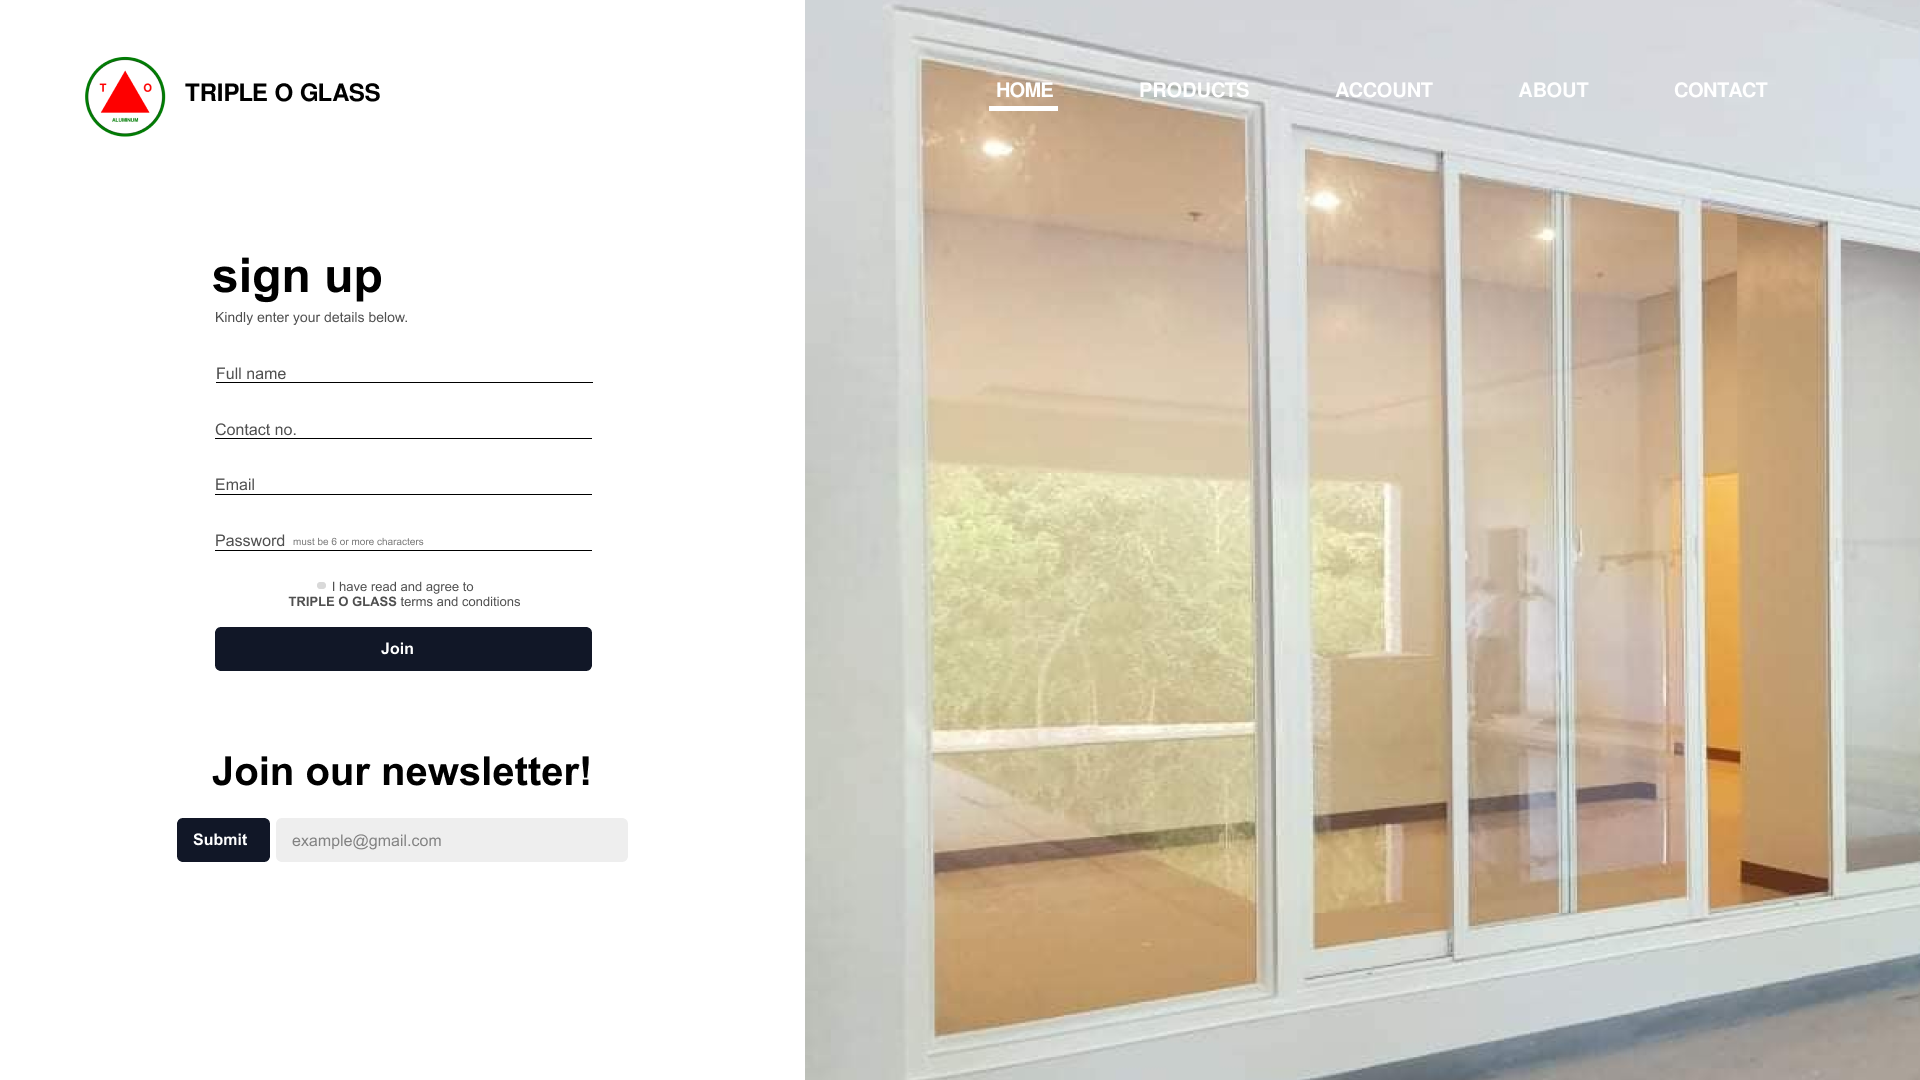 T O
ALUMINUM
TRIPLE O GLASS
HOME PRODUCTS ACCOUNT ABOUT CONTACT
sign up
Kindly enter your details below.
Full name
Contact no.
Email
Password must be 6 or more characters
I have read and agree to
TRIPLE O GLASS terms and conditions
Join
Join our newsletter!
Submit example@gmail.com